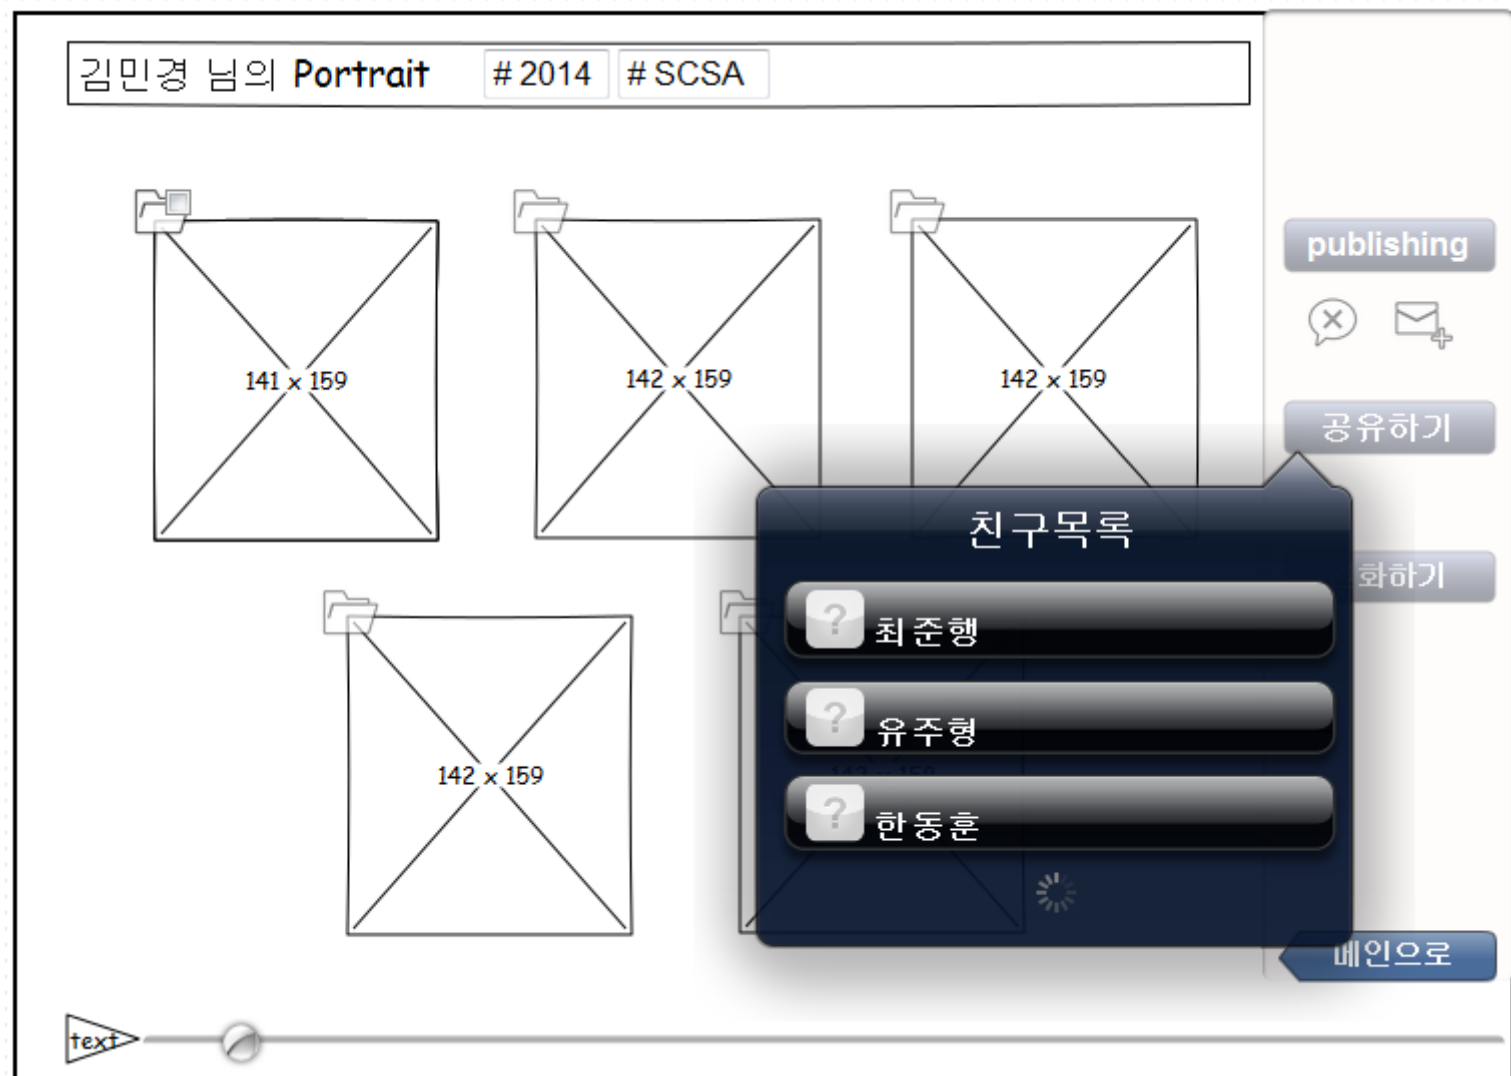 김민경 님의 Portrait # 2014 # SCSA
publishing
141 x 159
142 x 159
142 x 159
공유하기
친구목록
화하기
최준행
유주형
142 x 159
142 x 159
한동훈
메인으로
text